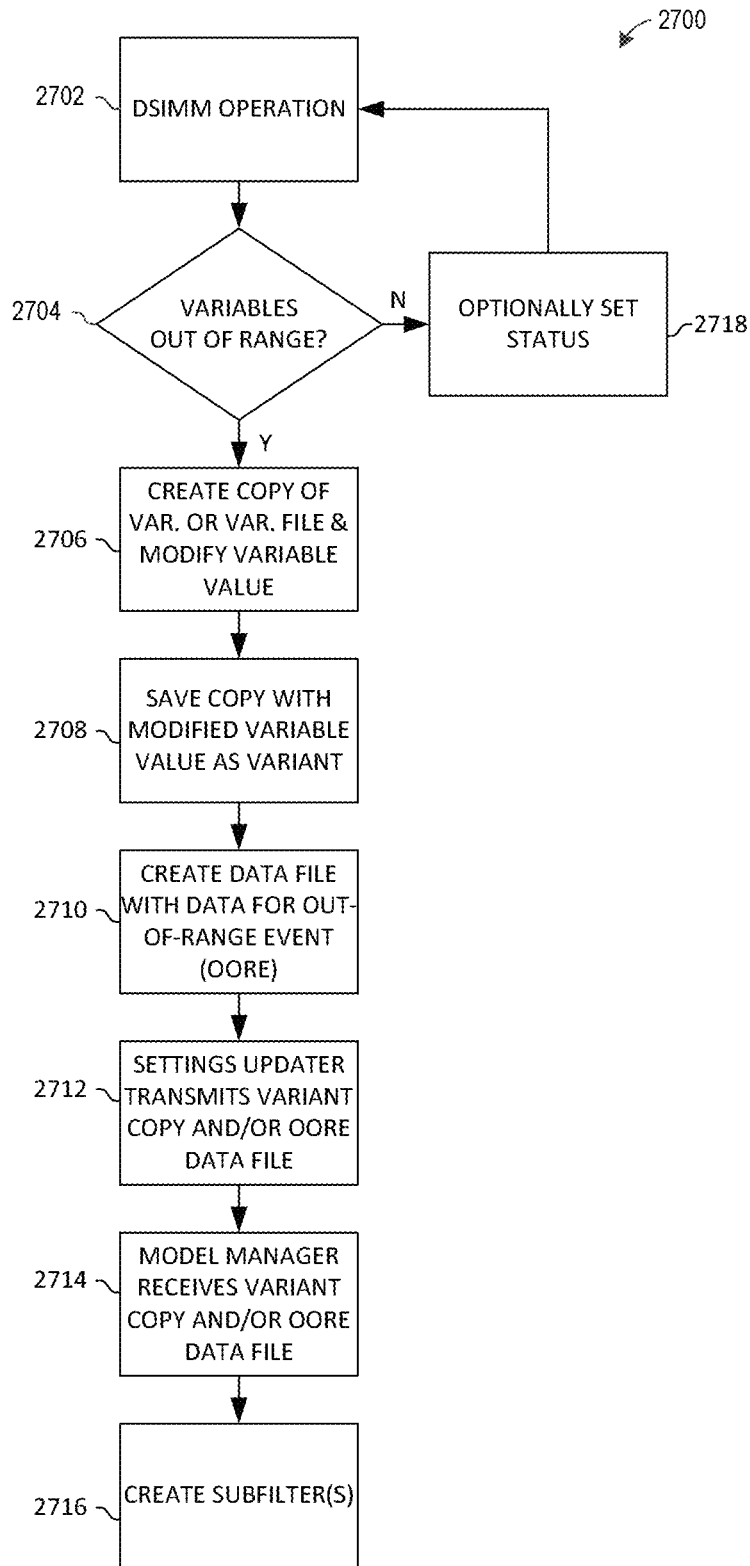 2700
2702
DSIMM OPERATION
2704
VARIABLES
OUT OF RANGE?
N
OPTIONALLY SET
STATUS
2718
Y
2706
CREATE COPY OF
VAR. OR VAR. FILE &
MODIFY VARIABLE
VALUE
2708
SAVE COPY WITH
MODIFIED VARIABLE
VALUE AS VARIANT
2710
CREATE DATA FILE
WITH DATA FOR OUT-
OF-RANGE EVENT
(OORE)
2712
SETTINGS UPDATER
TRANSMITS VARIANT
COPY AND/OR OORE
DATA FILE
2714
MODEL MANAGER
RECEIVES VARIANT
COPY AND/OR OORE
DATA FILE
2716
CREATE SUBFILTER(S)